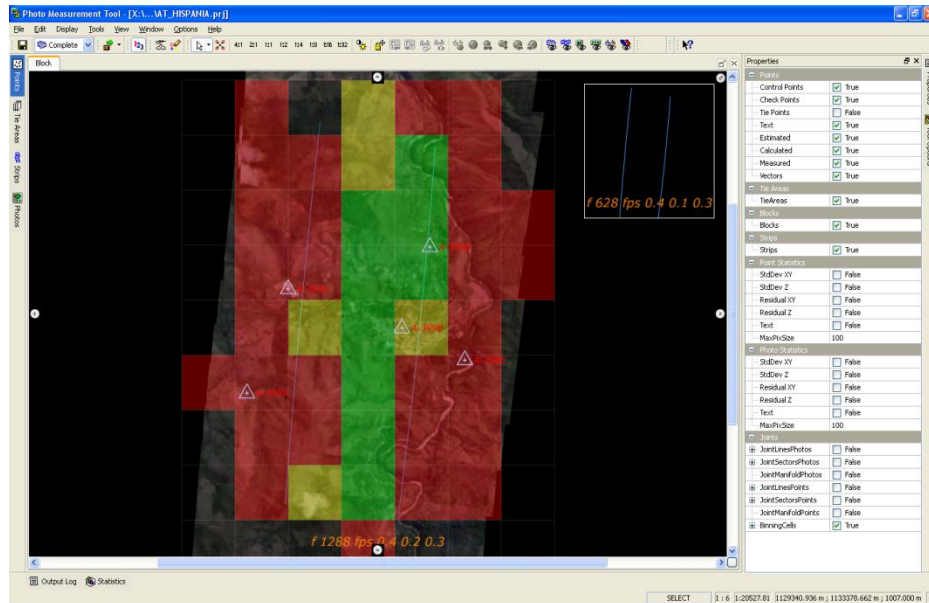 Photo Measurement Tool - [X:\...\AT_HISPANIA.prj]
File Edit Display Tools View Window Options Help
Complete 4:1 2:1 1:1 1:2 1:4 1:8 1:16 1:32
Block
Points
Tie Areas
Strips
Photos
f 628 fps 0.4 0.1 0.3
f 1288 fps 0.4 0.2 0.3
Properties
Points
Control Points True
Check Points True
Tie Points False
Text True
Estimated True
Calculated True
Measured True
Vectors True
Tie Areas
TieAreas True
Blocks
Blocks True
Strips
Strips True
Point Statistics
StdDev XY False
StdDev Z False
Residual XY False
Residual Z False
Text False
MaxPixSize 100
Photo Statistics
StdDev XY False
StdDev Z False
Residual XY False
Residual Z False
Text False
MaxPixSize 100
Joints
JointLinesPhotos False
JointSectorsPhotos False
JointManifoldPhotos False
JointLinesPoints False
JointSectorsPoints False
JointManifoldPoints False
BinningCells True
Output Log Statistics
SELECT 1 : 6 1:20527.81 1129340.936 m ; 1133378.662 m ; 1007.000 m